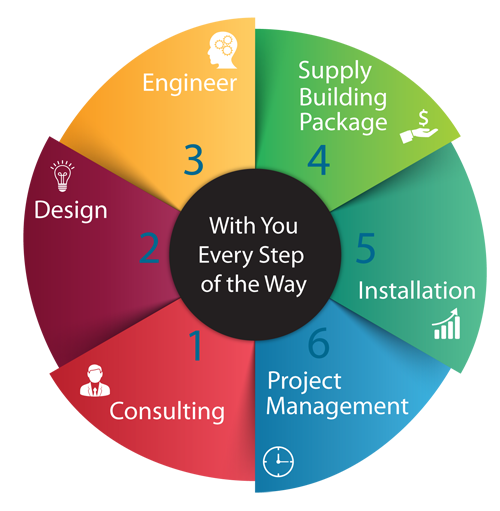 With You
Every Step
of the Way
1
Consulting
2
Design
3
Engineer
4
Supply
Building
Package
$
5
Installation
6
Project
Management